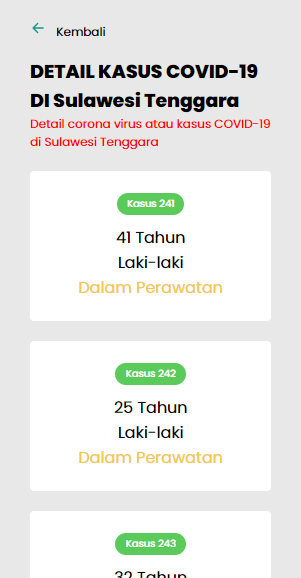 Kembali
DETAIL KASUS COVID-19
DI Sulawesi Tenggara
Detail corona virus atau kasus COVID-19
di Sulawesi Tenggara
Kasus 241
41 Tahun
Laki-laki
Dalam Perawatan
Kasus 242
25 Tahun
Laki-laki
Dalam Perawatan
Kasus 243
32 Tahun